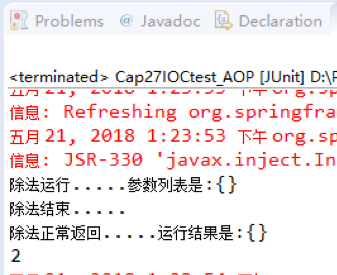 Problems @ Javadoc Declaration
<terminated> Cap27IOCtest_AOP [JUnit] D:\P
五月 21, 2018 1:23:53 下午 org.sp
信息: Refreshing org.springfram
五月 21, 2018 1:23:53 下午 org.sp
信息: JSR-330 'javax.inject.In
除法运行.....参数列表是:{}
除法结束.....
除法正常返回.....运行结果是:{}
2